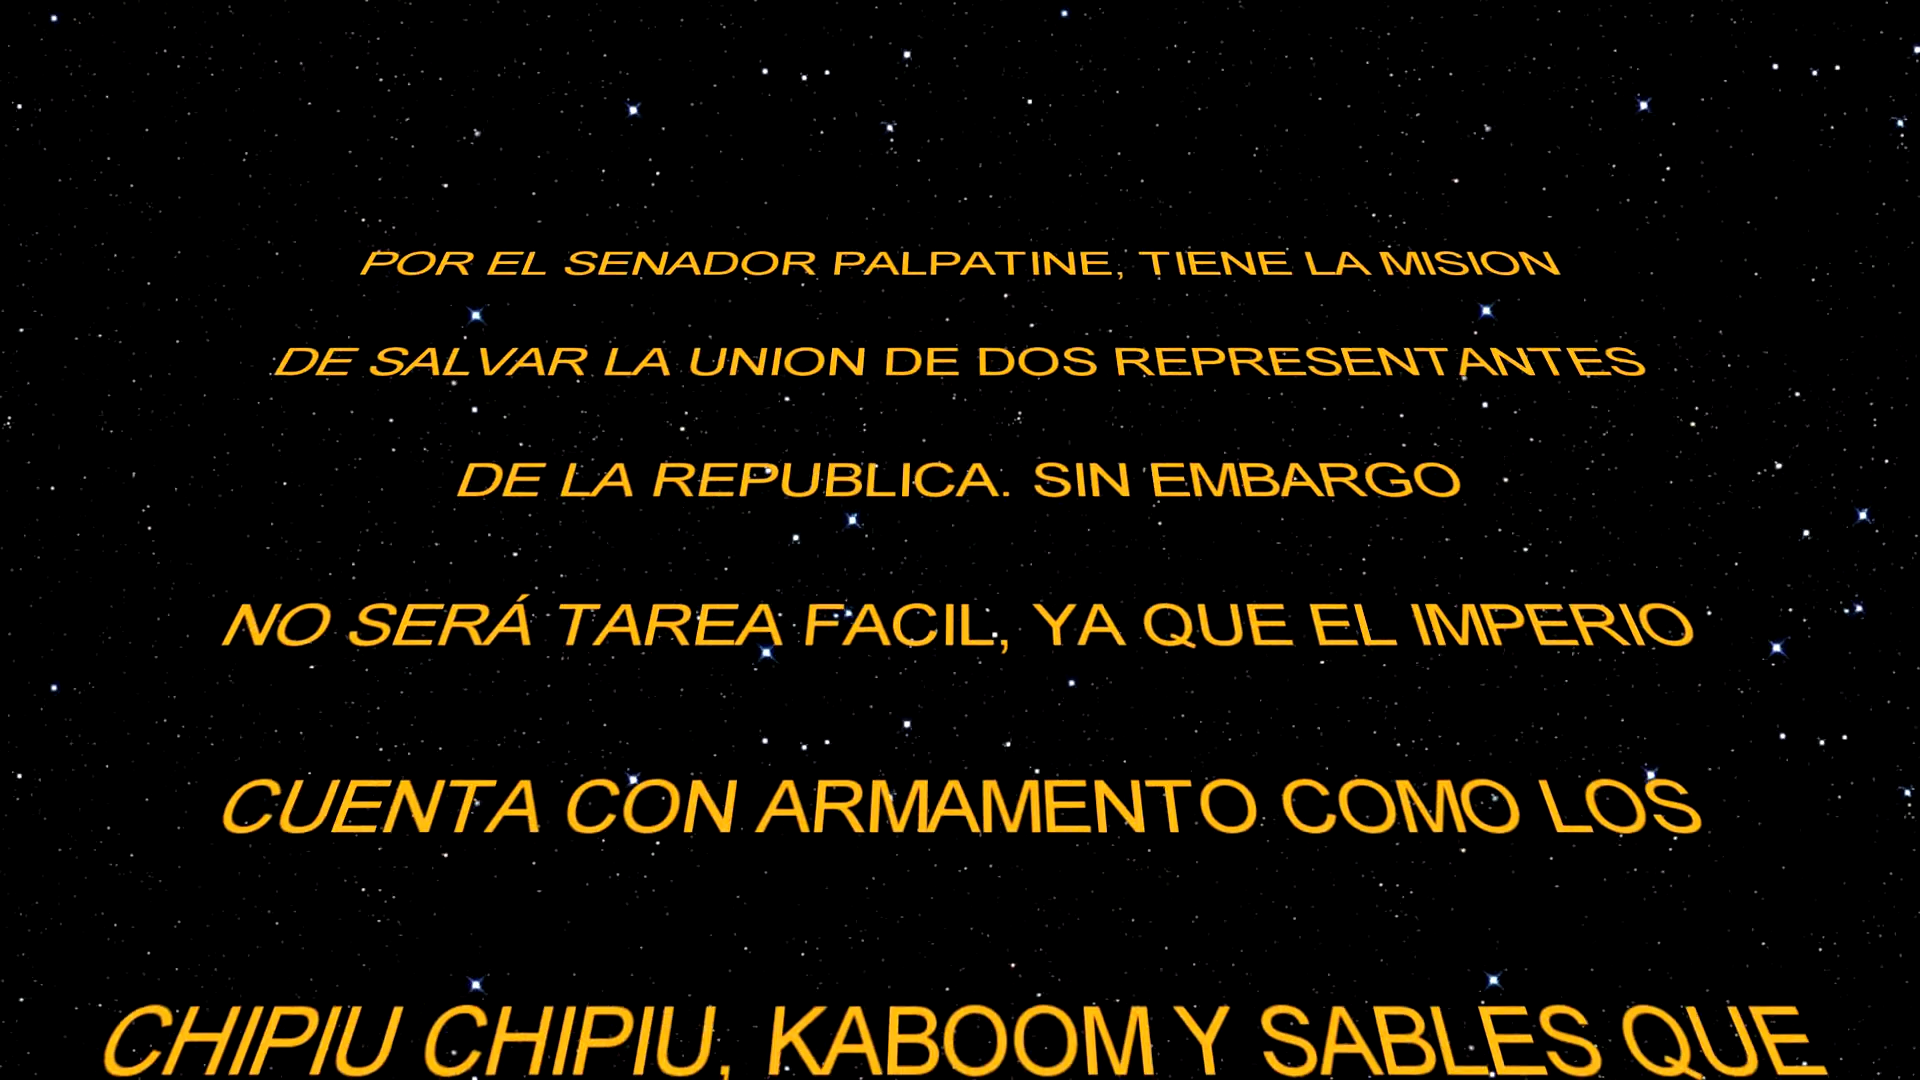 POR EL SENADOR PALPATINE, TIENE LA MISION
DE SALVAR LA UNION DE DOS REPRESENTANTES
DE LA REPUBLICA. SIN EMBARGO
NO SERÁ TAREA FACIL, YA QUE EL IMPERIO
CUENTA CON ARMAMENTO COMO LOS
CHIPIU CHIPIU, KABOOM Y SABLES QUE